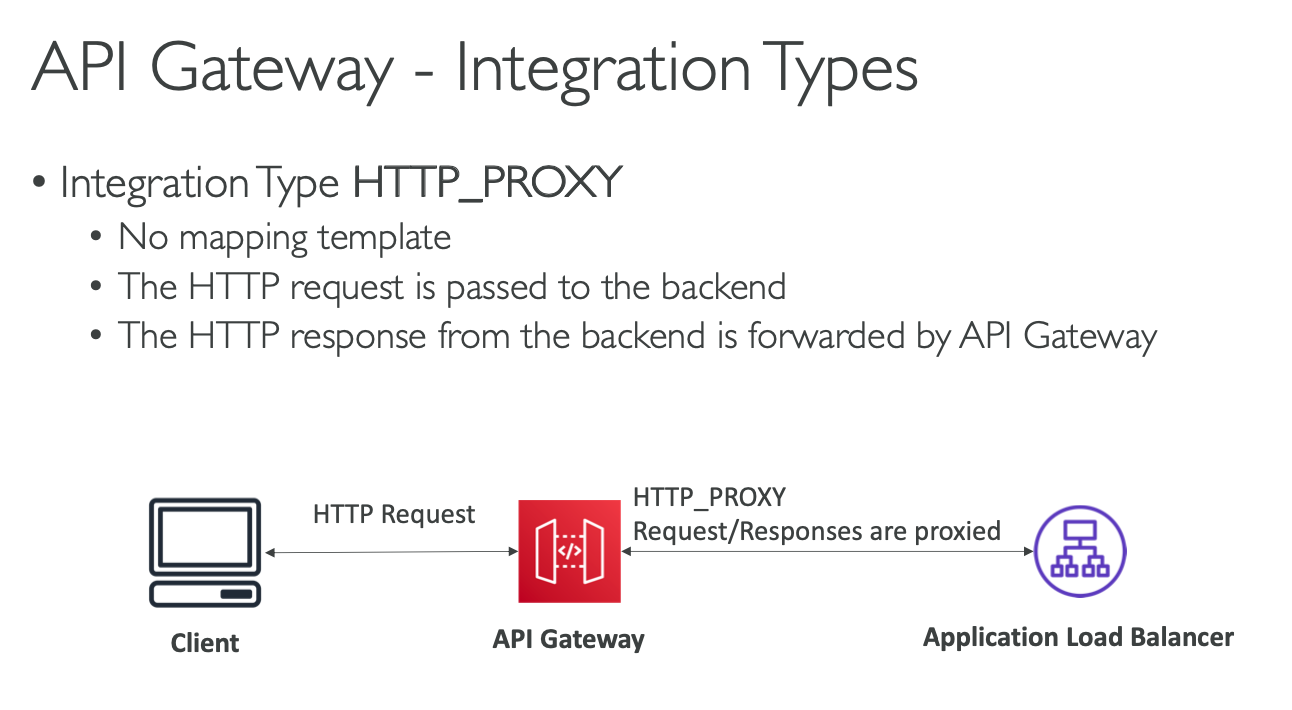 API Gateway - Integration Types
• Integration Type HTTP_PROXY
• No mapping template
• The HTTP request is passed to the backend
• The HTTP response from the backend is forwarded by API Gateway
HTTP Request
HTTP_PROXY
Request/Responses are proxied
</>
Client
API Gateway
Application Load Balancer